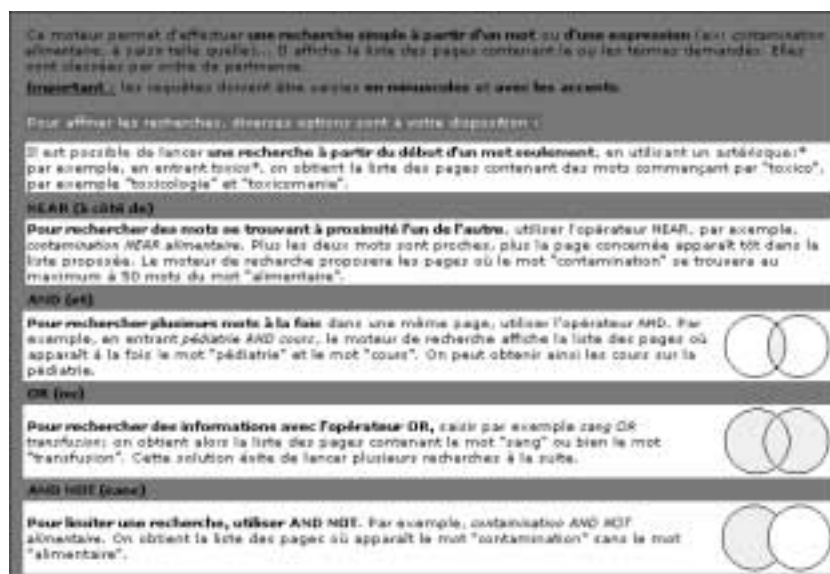 Ce moteur permet d'effectuer une recherche simple à partir d'un mot ou d'une expression (ex: contamination
alimentaire, à saisir telle quelle)... Il affiche la liste des pages contenant le ou les termes demandés. Elles
sont classées par ordre de pertinence.
Important : les requêtes doivent être saisies en minuscules et avec les accents.
Pour affiner les recherches, diverses options sont à votre disposition :
Il est possible de lancer une recherche à partir du début d'un mot seulement, en utilisant un astérisque:*
par exemple, en entrant toxico*, on obtient la liste des pages contenant des mots commençant par "toxico",
par exemple "toxicologie" et "toxicomanie".
NEAR (à côté de)
Pour rechercher des mots se trouvant à proximité l'un de l'autre, utiliser l'opérateur NEAR, par exemple,
contamination NEAR alimentaire. Plus les deux mots sont proches, plus la page concernée apparaît tôt dans la
liste proposée. Le moteur de recherche proposera les pages où le mot "contamination" se trouvera au
maximum à 50 mots du mot "alimentaire".
AND (et)
Pour rechercher plusieurs mots à la fois dans une même page, utiliser l'opérateur AND. Par
exemple, en entrant pédiatrie AND cours, le moteur de recherche affiche la liste des pages où
apparaît à la fois le mot "pédiatrie" et le mot "cours". On peut obtenir ainsi les cours sur la
pédiatrie.
OR (ou)
Pour rechercher des informations avec l'opérateur OR, saisir par exemple sang OR
transfusion; on obtient alors la liste des pages contenant le mot "sang" ou bien le mot
"transfusion". Cette solution évite de lancer plusieurs recherches à la suite.
AND NOT (sans)
Pour limiter une recherche, utiliser AND NOT. Par exemple, contamination AND NOT
alimentaire. On obtient la liste des pages où apparaît le mot "contamination" sans le mot
"alimentaire".